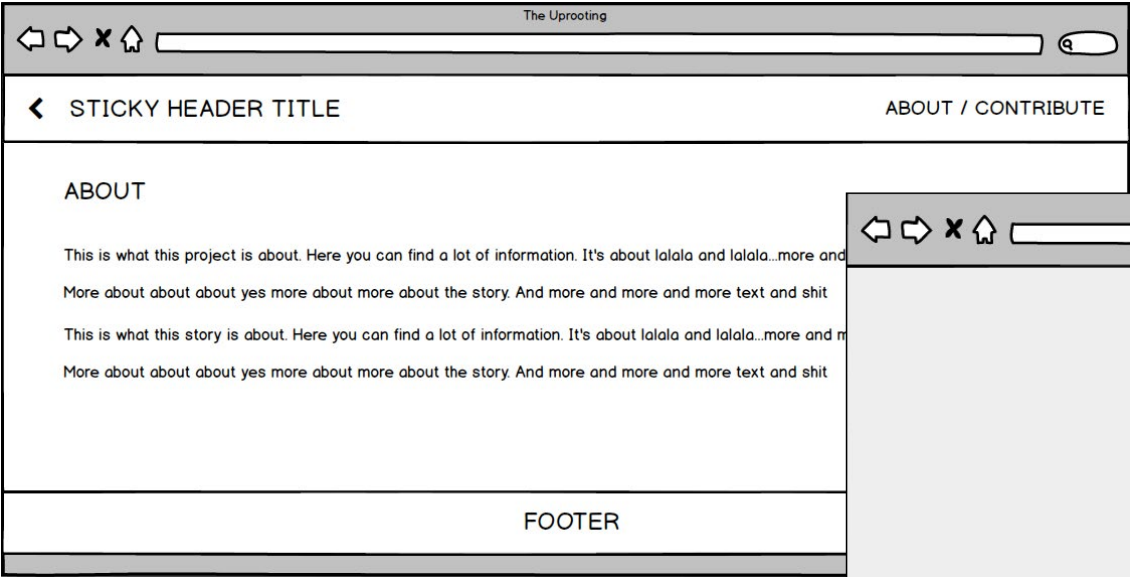 The Uprooting
STICKY HEADER TITLE
ABOUT / CONTRIBUTE
ABOUT
This is what this project is about. Here you can find a lot of information. It's about lalala and lalala...more and
More about about about yes more about more about the story. And more and more and more text and shit
This is what this story is about. Here you can find a lot of information. It's about lalala and lalala...more and
More about about about yes more about more about the story. And more and more and more text and shit
FOOTER